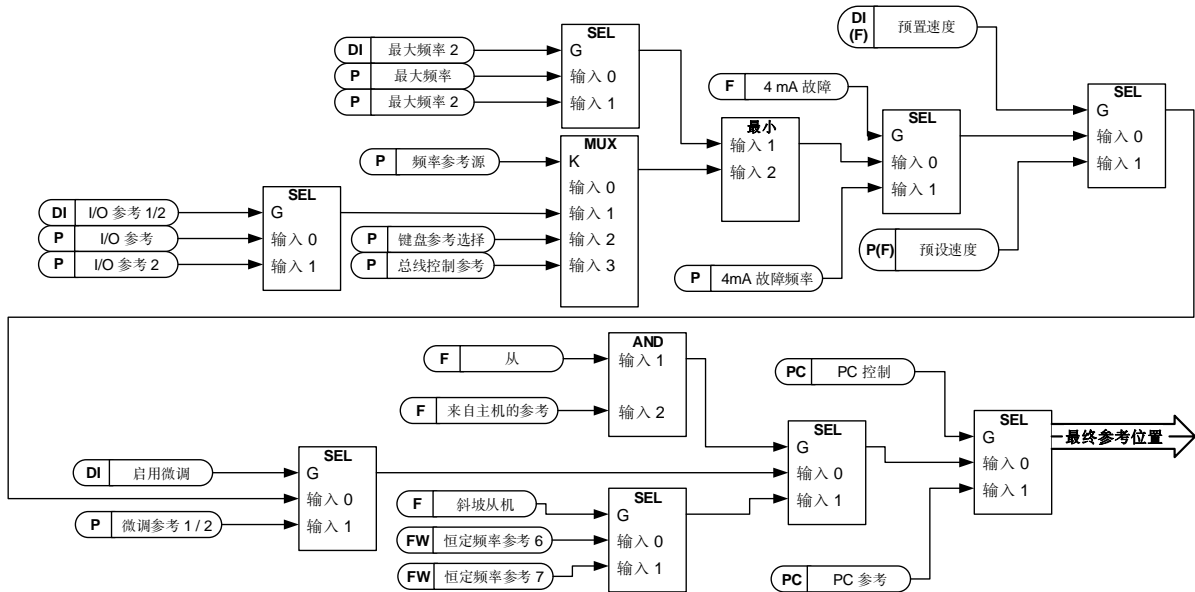 SEL
DI 最大频率 2
G
P 最大频率
输入 0
P 最大频率 2
输入 1
DI (F) 预置速度
F 4 mA 故障
SEL
G
输入 0
输入 1
SEL
G
输入 0
输入 1
最小
输入 1
输入 2
MUX
P 频率参考源
K
输入 0
输入 1
输入 2
输入 3
SEL
DI I/O 参考 1/2
G
P I/O 参考
输入 0
P I/O 参考 2
输入 1
P 键盘参考选择
P 总线控制参考
P 4mA 故障频率
P(F) 预设速度
AND
F 从
输入 1
F 来自主机的参考
输入 2
PC PC 控制
SEL
G
输入 0
输入 1
最终参考位置
SEL
G
输入 0
输入 1
SEL
DI 启用微调
G
输入 0
P 微调参考 1 / 2
输入 1
SEL
F 斜坡从机
G
FW 恒定频率参考 6
输入 0
FW 恒定频率参考 7
输入 1
PC PC 参考